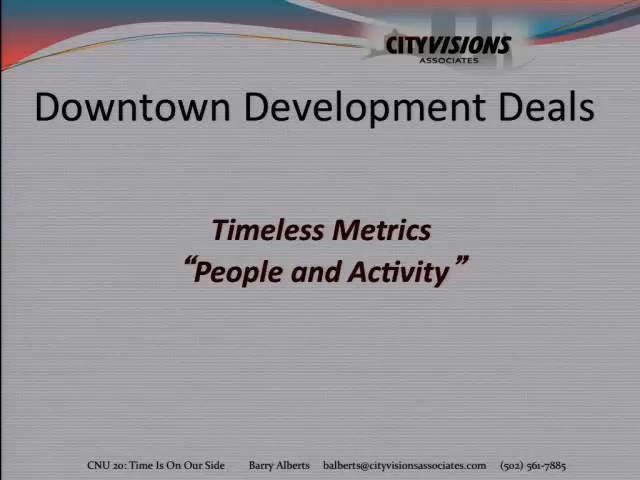 CITYVISIONS
ASSOCIATES
Downtown Development Deals
Timeless Metrics
“People and Activity”
CNU 20: Time Is On Our Side Barry Alberts balberts@cityvisionsassociates.com (502) 561-7885